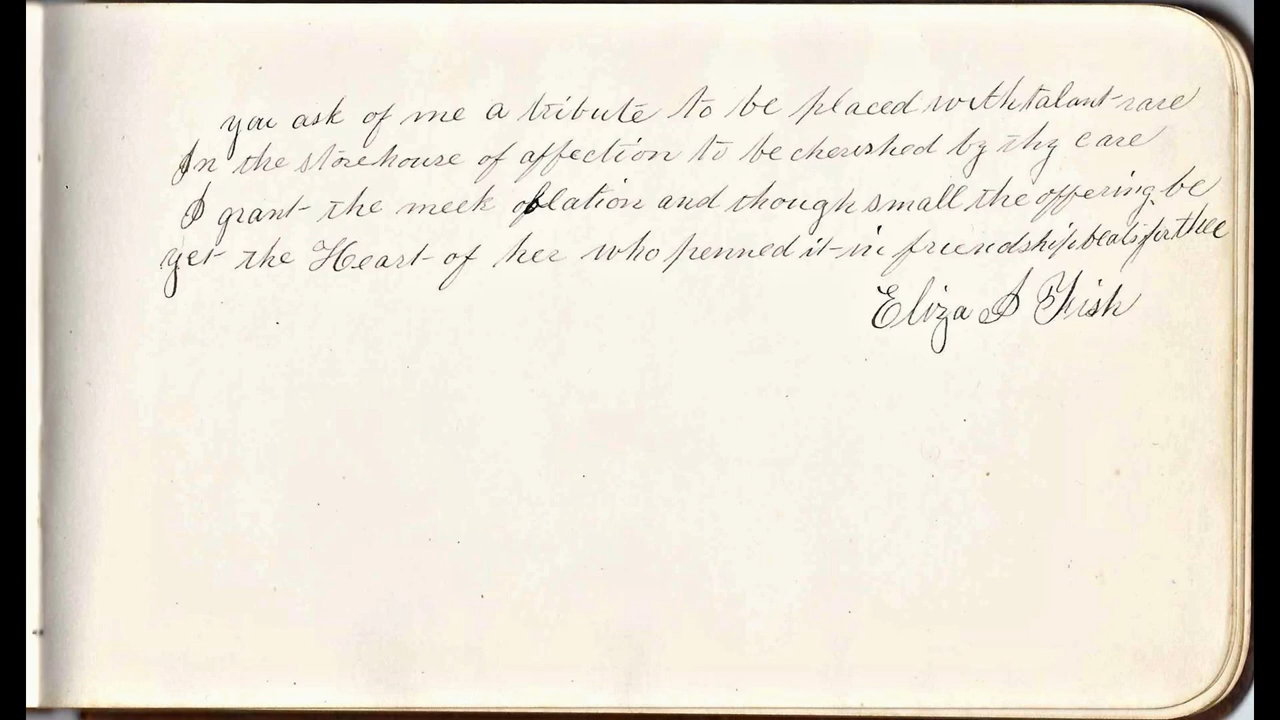 you ask of me a tribute to be placed with talant rare
In the storehouse of affection to be cherished by thy care
I grant the meek oblation and though small the offering be
yet the Heart of her who penned it in friendship beats for thee
Eliza S Fish